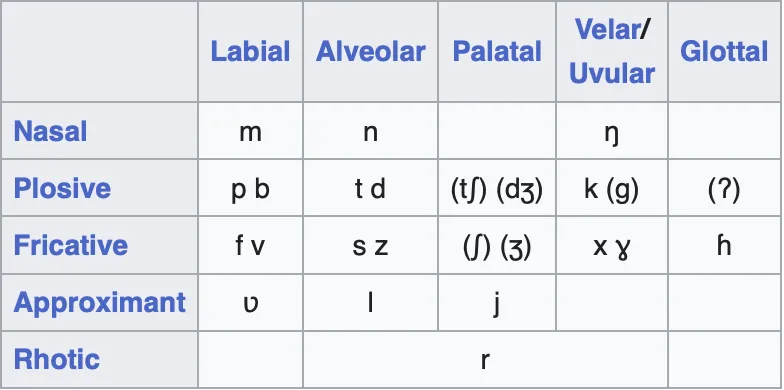 Labial Alveolar Palatal Velar/ Uvular Glottal
Nasal m n ŋ
Plosive p b t d (tʃ) (dʒ) k (ɡ) (ʔ)
Fricative f v s z (ʃ) (ʒ) x ɣ ɦ
Approximant ʋ l j
Rhotic r